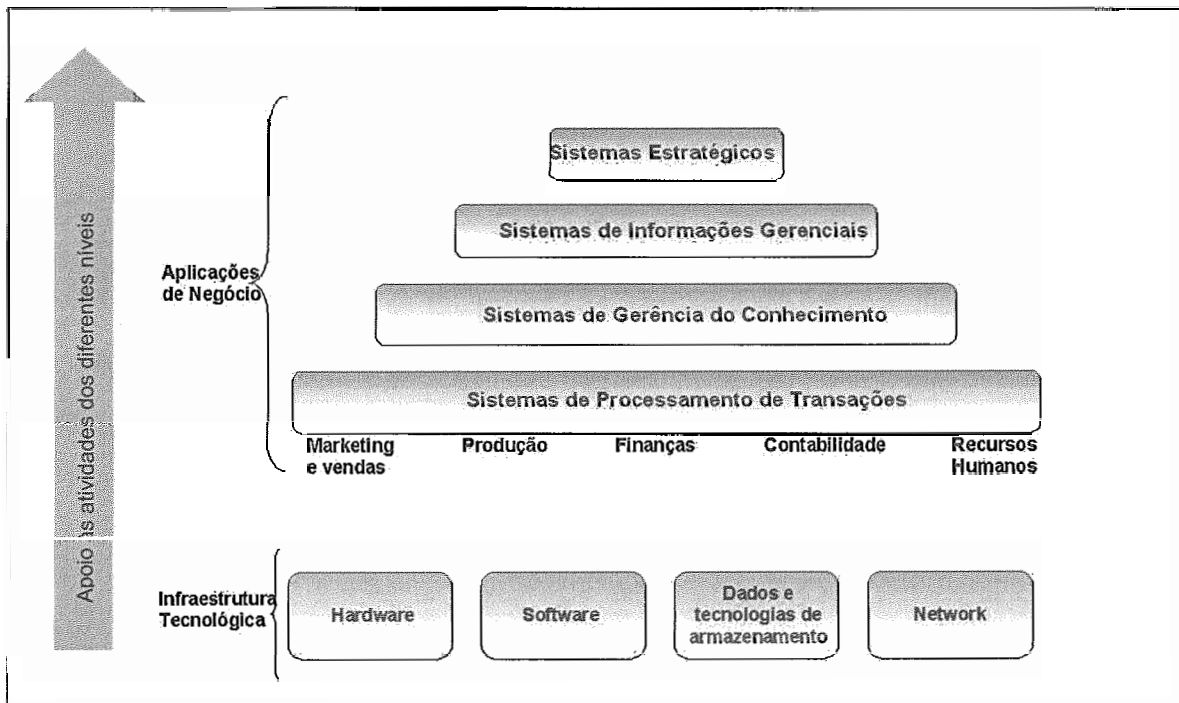 Apoio às atividades dos diferentes níveis
Aplicações
de Negócio
Sistemas Estratégicos
Sistemas de Informações Gerenciais
Sistemas de Gerência do Conhecimento
Sistemas de Processamento de Transações
Marketing
e vendas
Produção
Finanças
Contabilidade
Recursos
Humanos
Infraestrutura
Tecnológica
Hardware
Software
Dados e
tecnologias de
armazenamento
Network